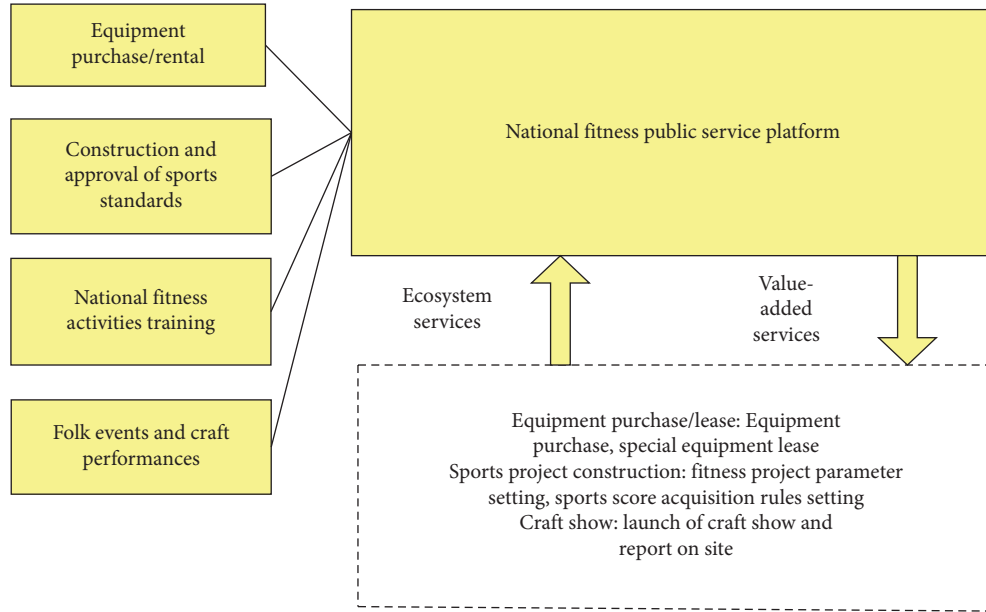 Equipment
purchase/rental
Construction and
approval of sports
standards
National fitness
activities training
Folk events and craft
performances
National fitness public service platform
Ecosystem
services
Value-
added
services
Equipment purchase/lease: Equipment
purchase, special equipment lease
Sports project construction: fitness project parameter
setting, sports score acquisition rules setting
Craft show: launch of craft show and
report on site